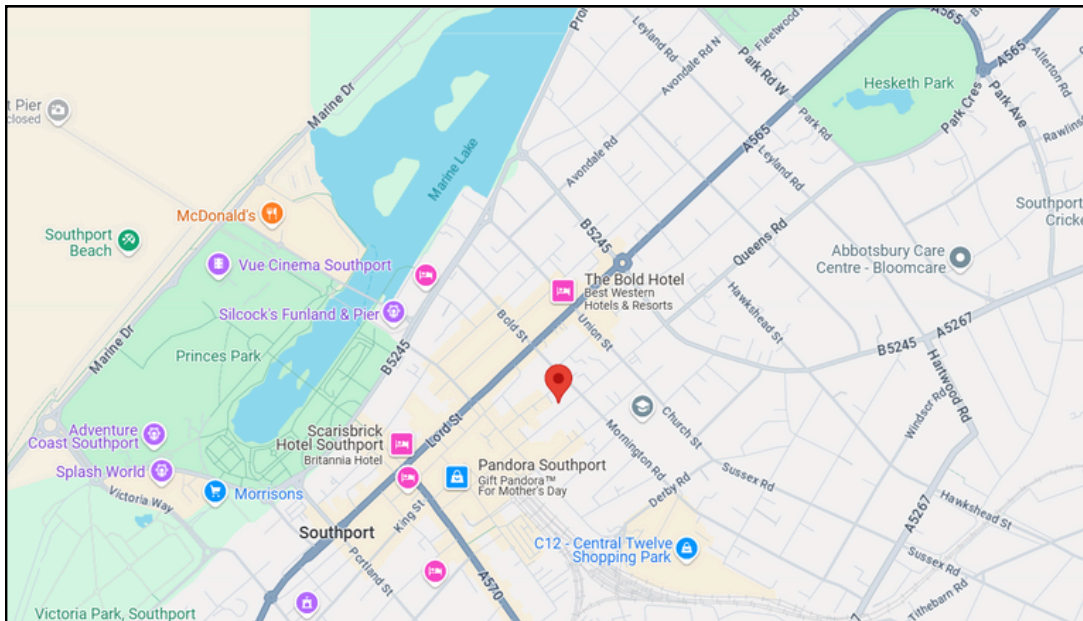 A565
A565
Fleetwood
Leyland Rd
Avondale Rd N
Park Rd W
Allerton Rd
Hesketh Park
Park Cres
Park Ave
Park Rd
A565
t Pier
closed
Marine Dr
Marine Lake
Avondale Rd
Leyland Rd
McDonald's
Southport
Beach
Vue Cinema Southport
B5245
Queens Rd
Southport
Abbotsbury Care
Centre - Bloomcare
The Bold Hotel
Best Western
Hotels & Resorts
Silcock's Funland & Pier
Hawkshead St
Bold St
Union St
A5267
B5245
Marine Dr
Princes Park
B5245
Hartwood Rd
Windsor Rd
Lord St
Church St
Adventure
Coast Southport
Scarisbrick
Hotel Southport
Britannia Hotel
Mornington Rd
Splash World
Pandora Southport
Gift Pandora™
For Mother's Day
Derby Rd
Sussex Rd
Victoria Way
Morrisons
King St
A5267
Hawkshead St
Southport
Portland St
C12 - Central Twelve
Shopping Park
A570
Sussex Rd
Tithebarn Rd
Victoria Park, Southport